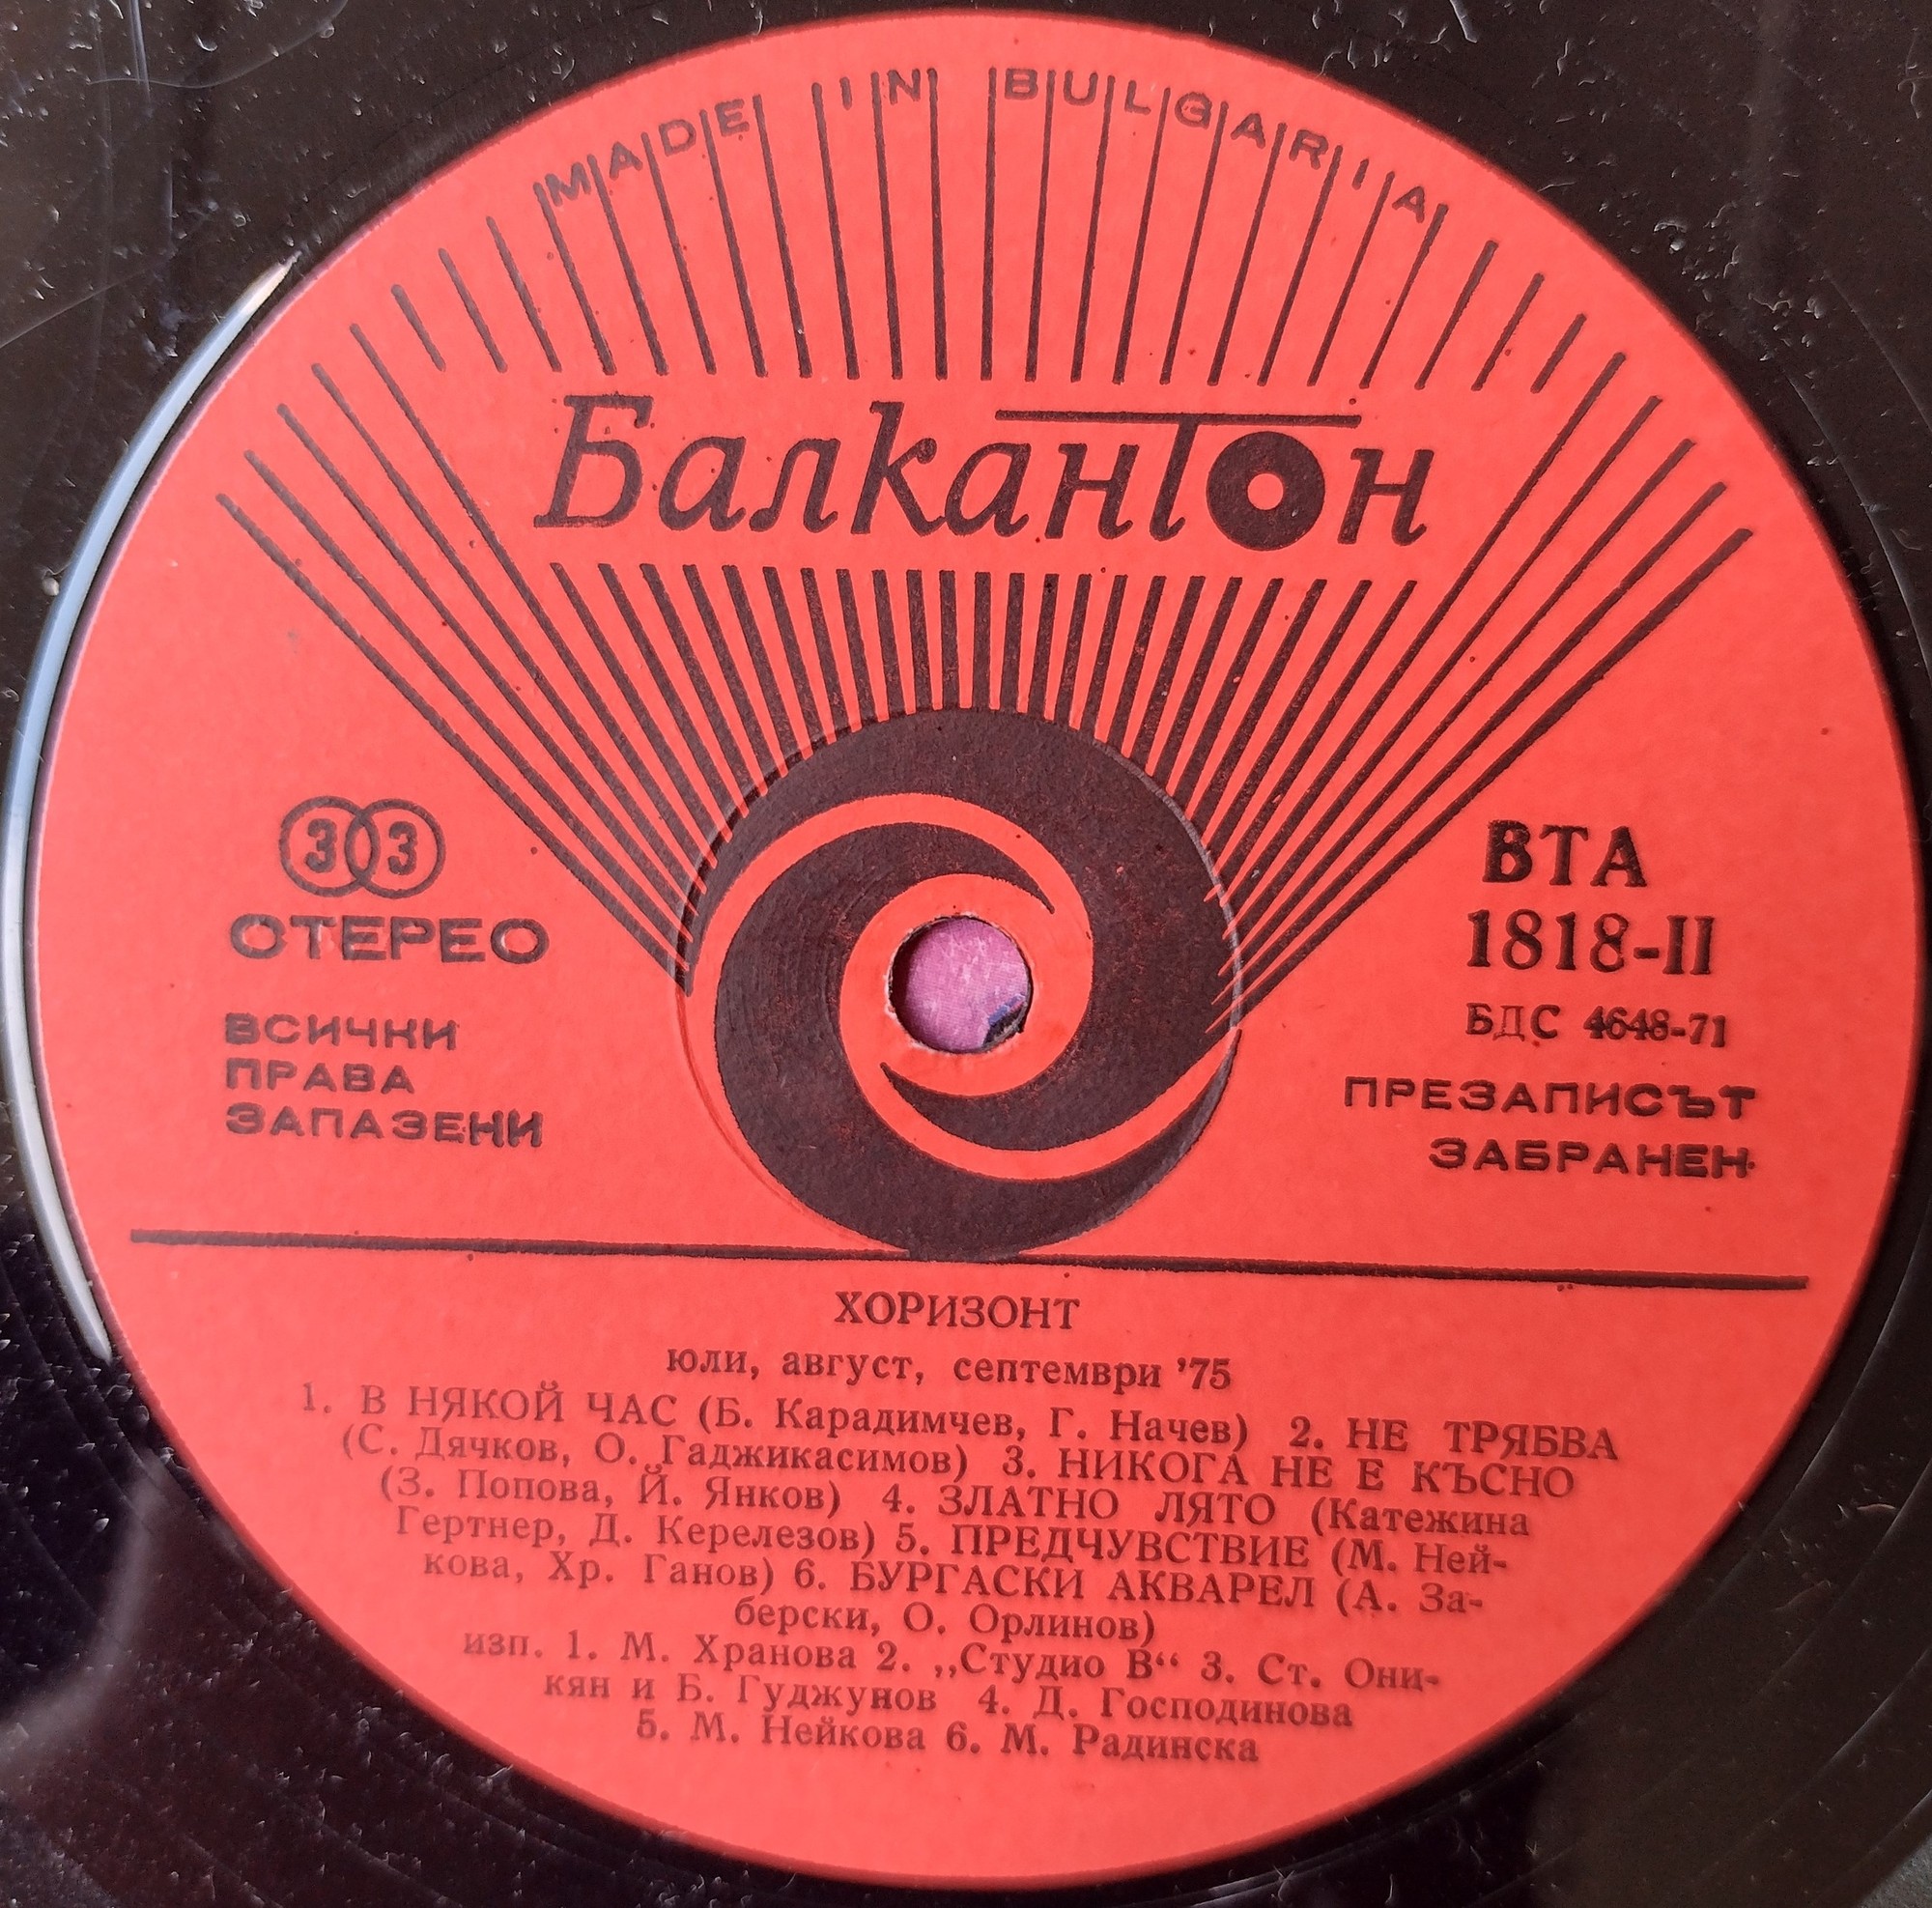 MADE IN BULGARIA
Балкантон
33
СТЕРЕО
ВСИЧКИ
ПРАВА
ЗАПАЗЕНИ
ВТА
1818-II
БДС 4648-71
ПРЕЗАПИСЪТ
ЗАБРАНЕН
ХОРИЗОНТ
юли, август, септември '75
1. В НЯКОЙ ЧАС (Б. Карадимчев, Г. Начев) 2. НЕ ТРЯБВА
(С. Дячков, О. Гаджикасимов) 3. НИКОГА НЕ Е КЪСНО
(З. Попова, Й. Янков) 4. ЗЛАТНО ЛЯТО (Катежина
Гертнер, Д. Керелезов) 5. ПРЕДЧУВСТВИЕ (М. Ней-
кова, Хр. Ганов) 6. БУРГАСКИ АКВАРЕЛ (А. За-
берски, О. Орлинов)
изп. 1. М. Хранова 2. „Студио В“ 3. Ст. Они-
кян и Б. Гуджунов 4. Д. Господинова
5. М. Нейкова 6. М. Радинска